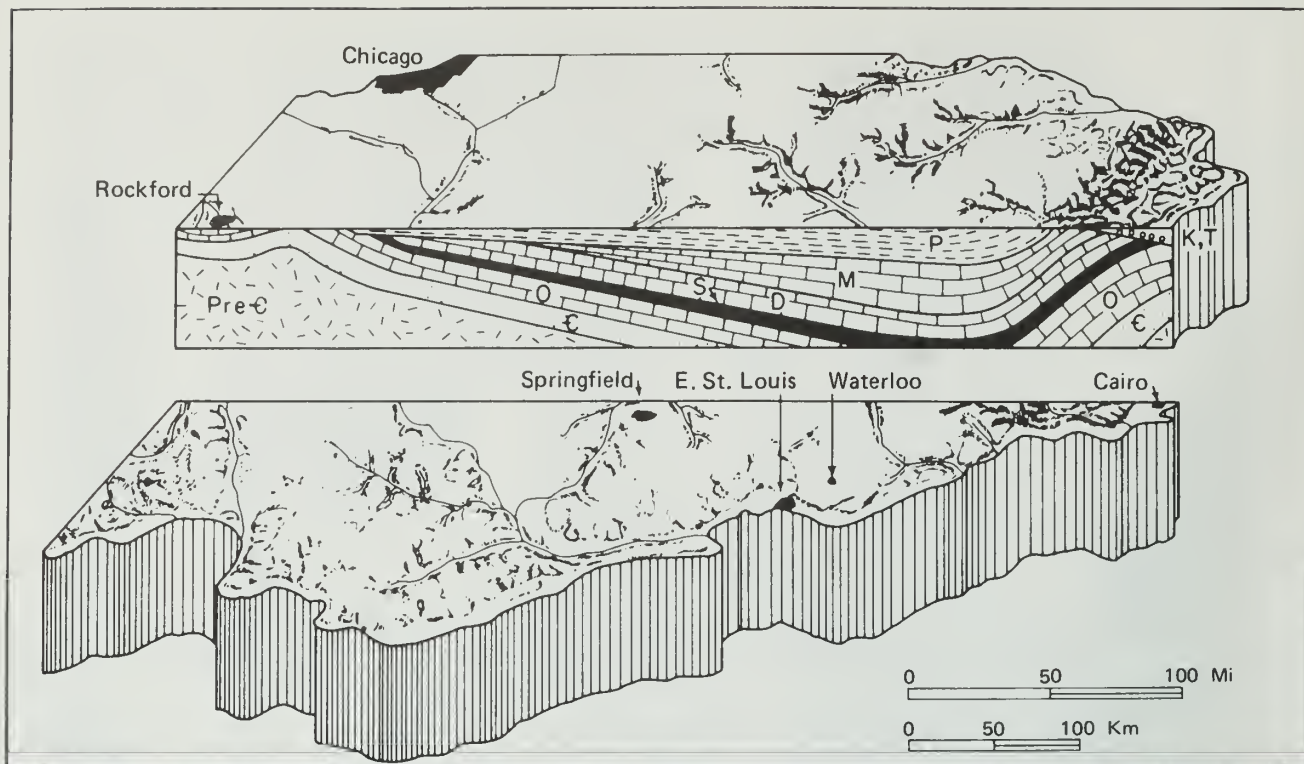 Chicago
Rockford
P
K,T
M
S
D
O
O
Pre-Є
Є
Є
Springfield
E. St. Louis
Waterloo
Cairo
0 50 100 Mi
0 50 100 Km